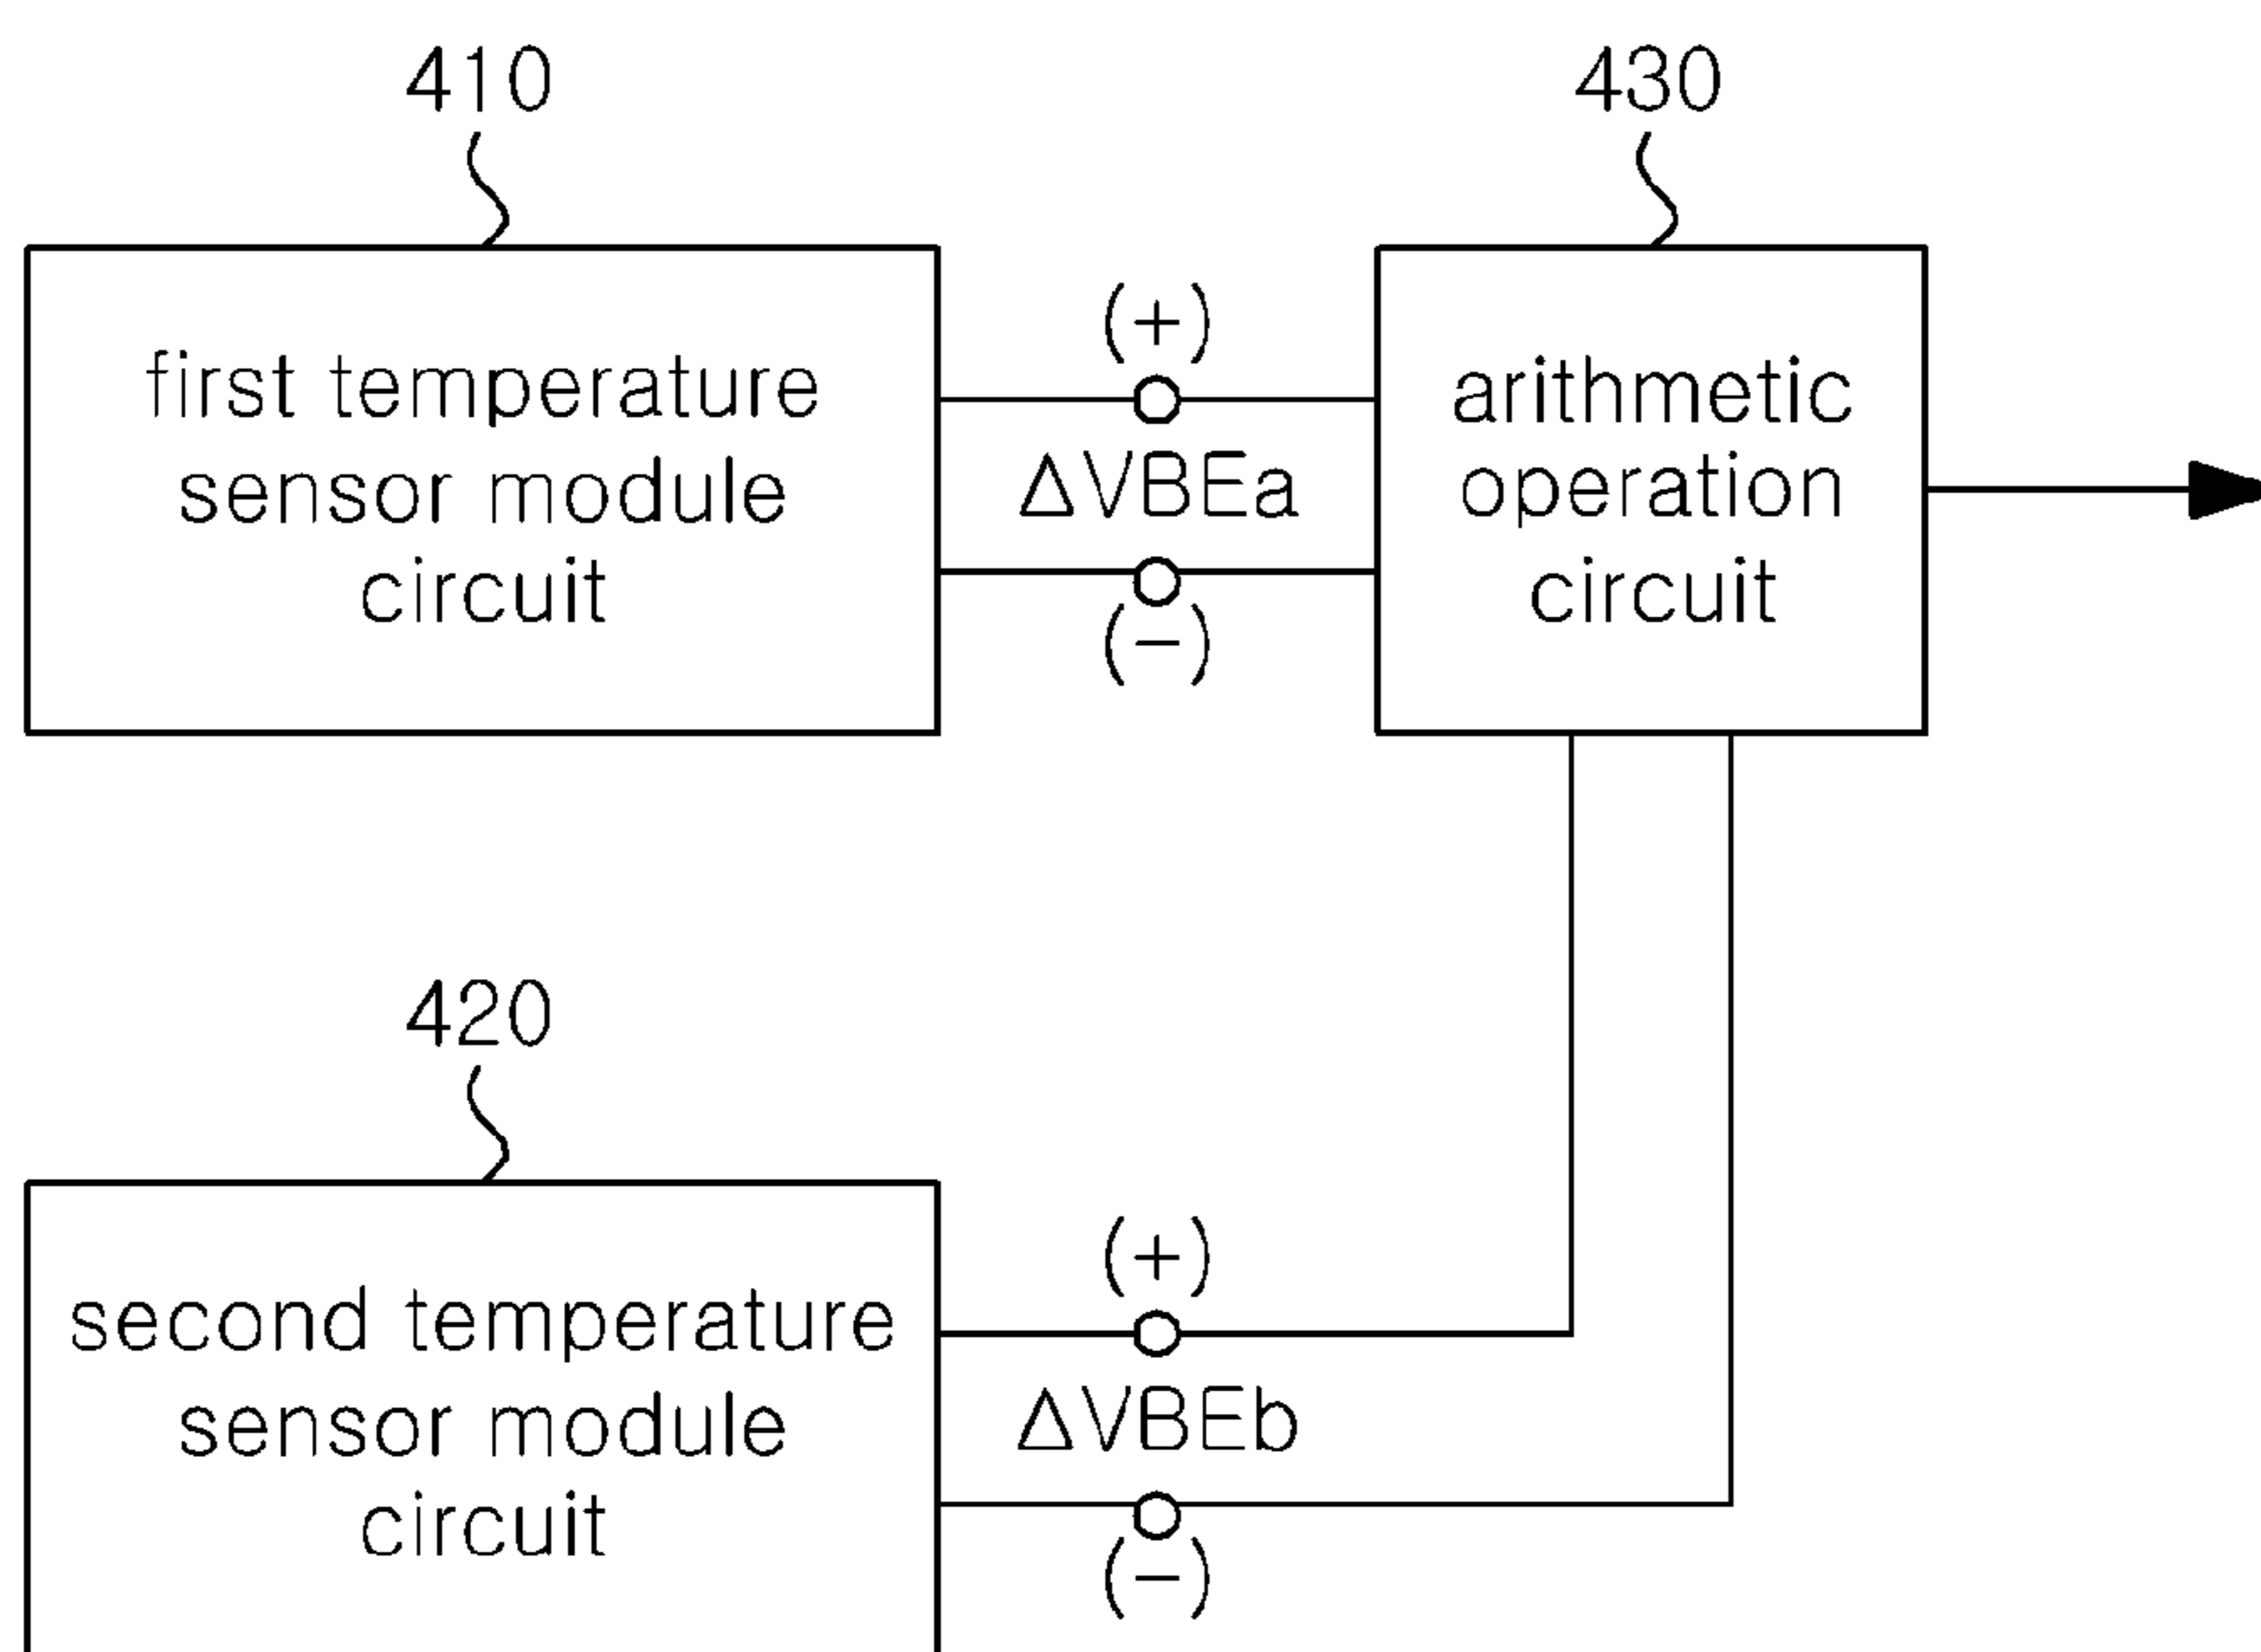 410
430
first temperature
sensor module
circuit
(+)
ΔVBEa
(−)
arithmetic
operation
circuit
420
second temperature
sensor module
circuit
(+)
ΔVBEb
(−)